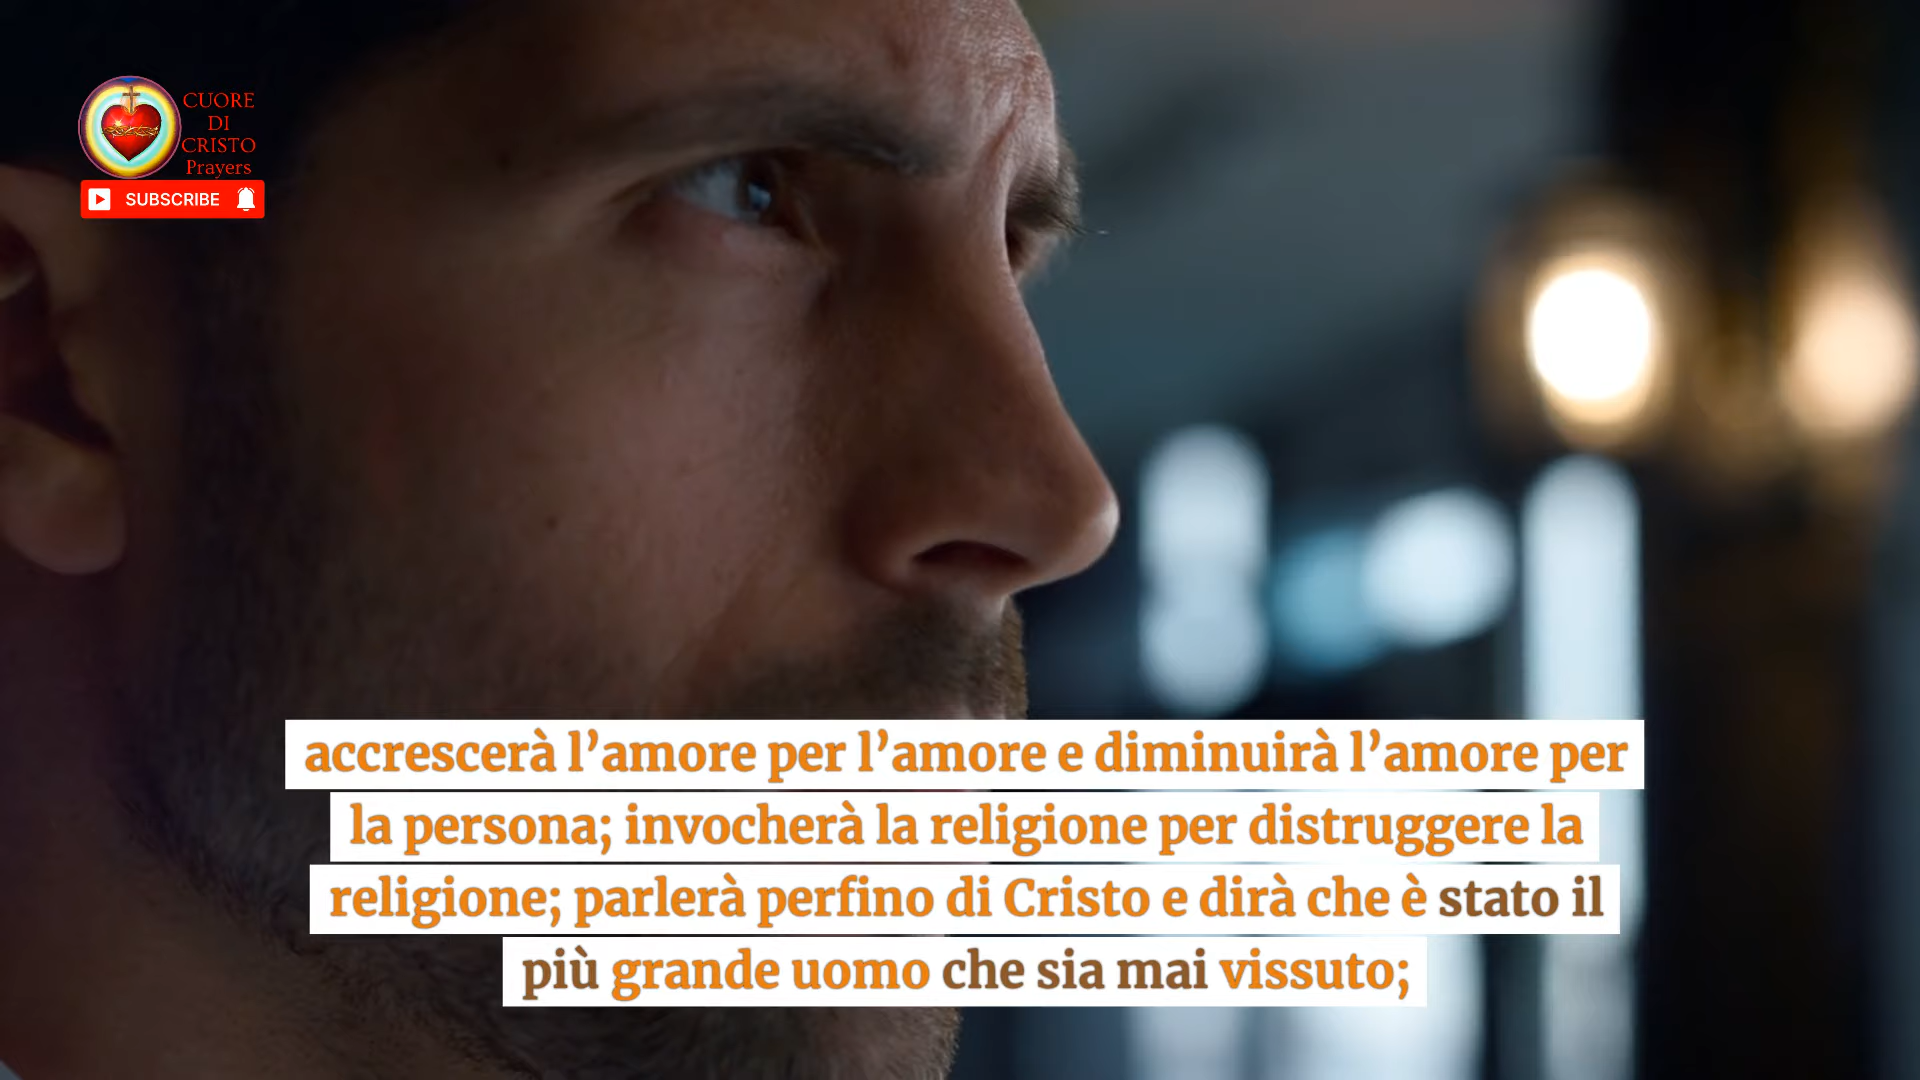 CUORE
DI
CRISTO
Prayers
SUBSCRIBE
accrescerà l’amore per l’amore e diminuirà l’amore per
la persona; invocherà la religione per distruggere la
religione; parlerà perfino di Cristo e dirà che è stato il
più grande uomo che sia mai vissuto;